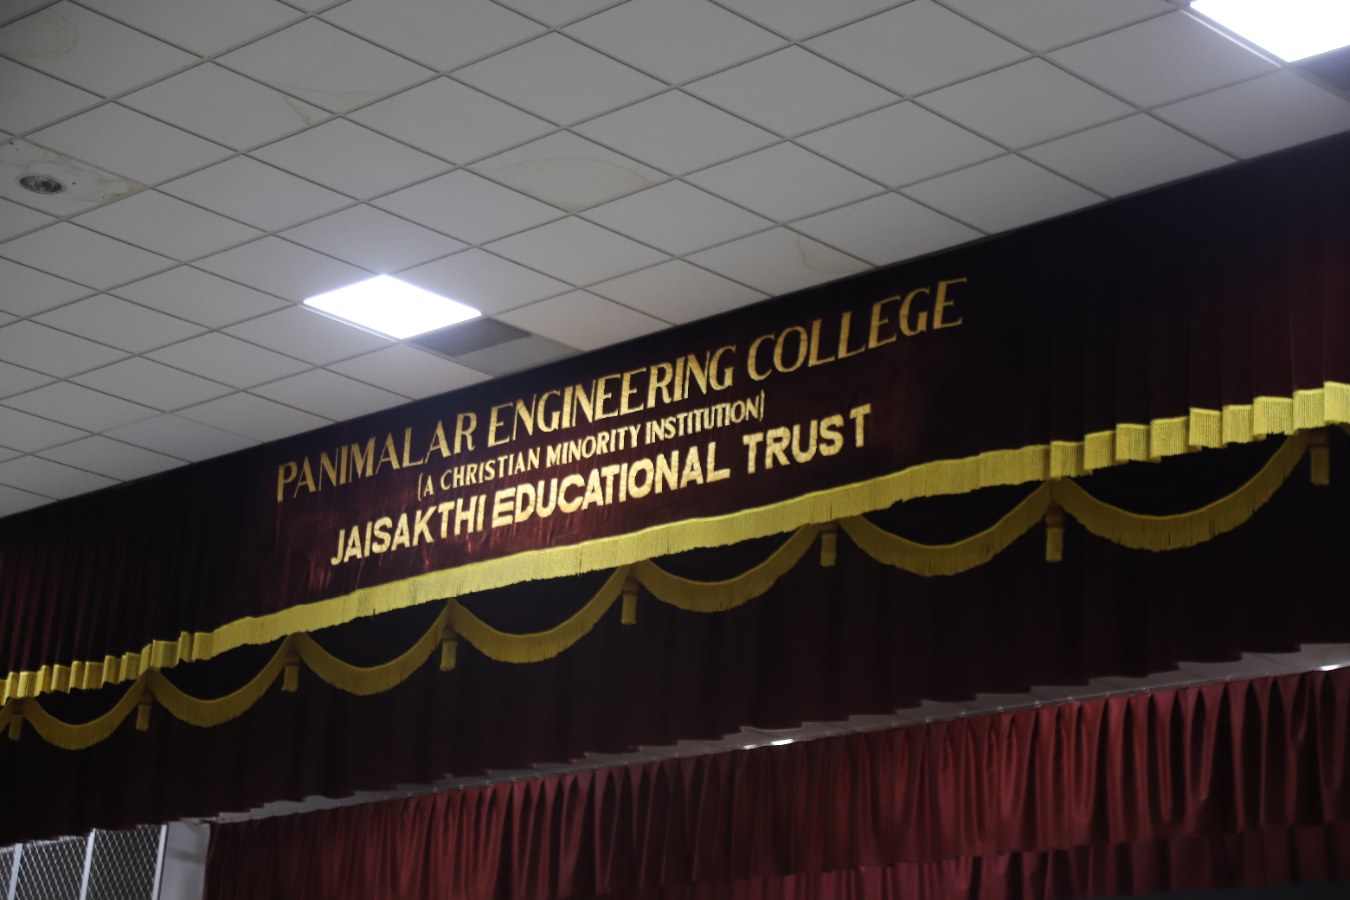 PANIMALAR ENGINEERING COLLEGE
(A CHRISTIAN MINORITY INSTITUTION)
JAISAKTHI EDUCATIONAL TRUST